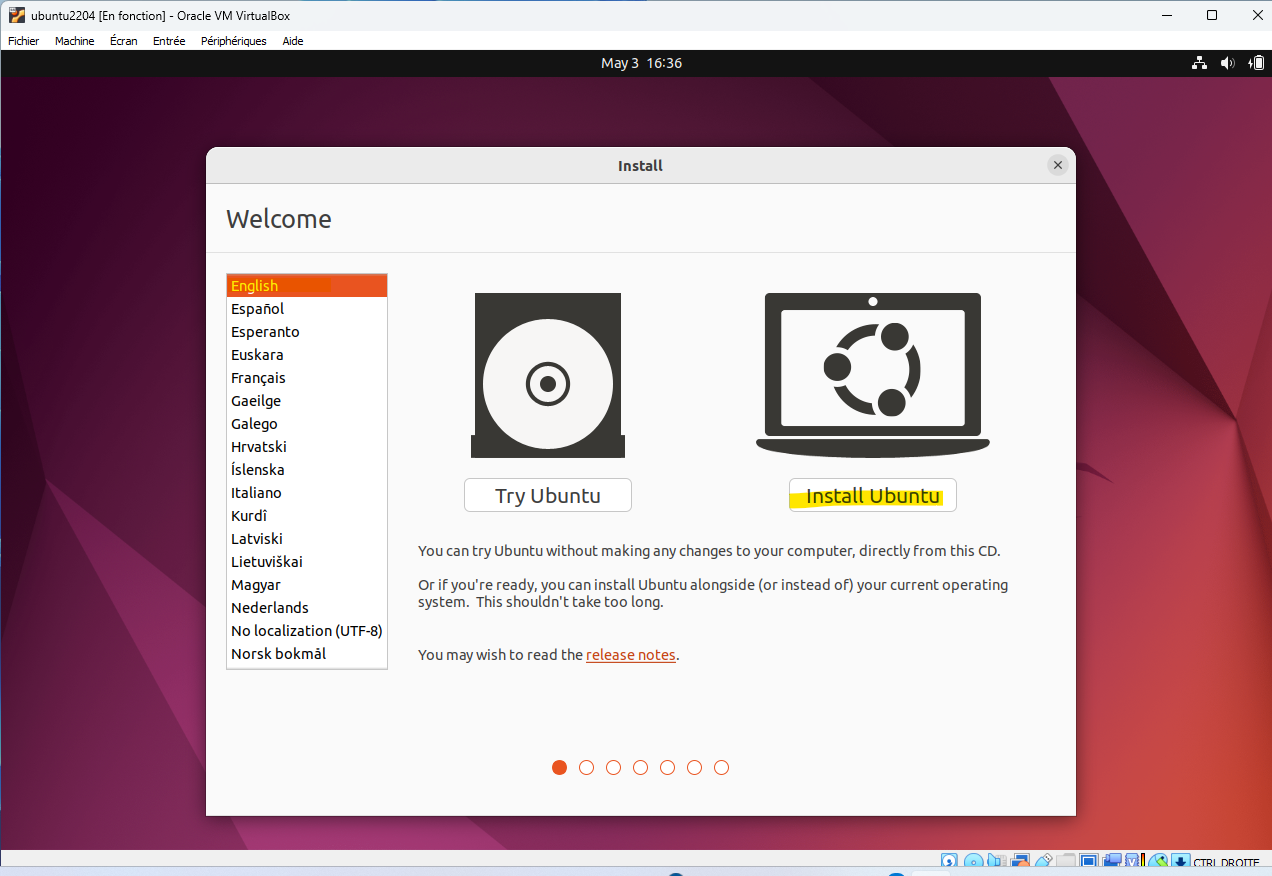 ubuntu2204 [En fonction] - Oracle VM VirtualBox
Fichier Machine Écran Entrée Périphériques Aide
May 3 16:36
Install
Welcome
English
Español
Esperanto
Euskara
Français
Gaeilge
Galego
Hrvatski
Íslenska
Italiano
Kurdî
Latviski
Lietuviškai
Magyar
Nederlands
No localization (UTF-8)
Norsk bokmål
Try Ubuntu
Install Ubuntu
You can try Ubuntu without making any changes to your computer, directly from this CD.
Or if you're ready, you can install Ubuntu alongside (or instead of) your current operating
system. This shouldn't take too long.
You may wish to read the release notes.
CTRL DROITE